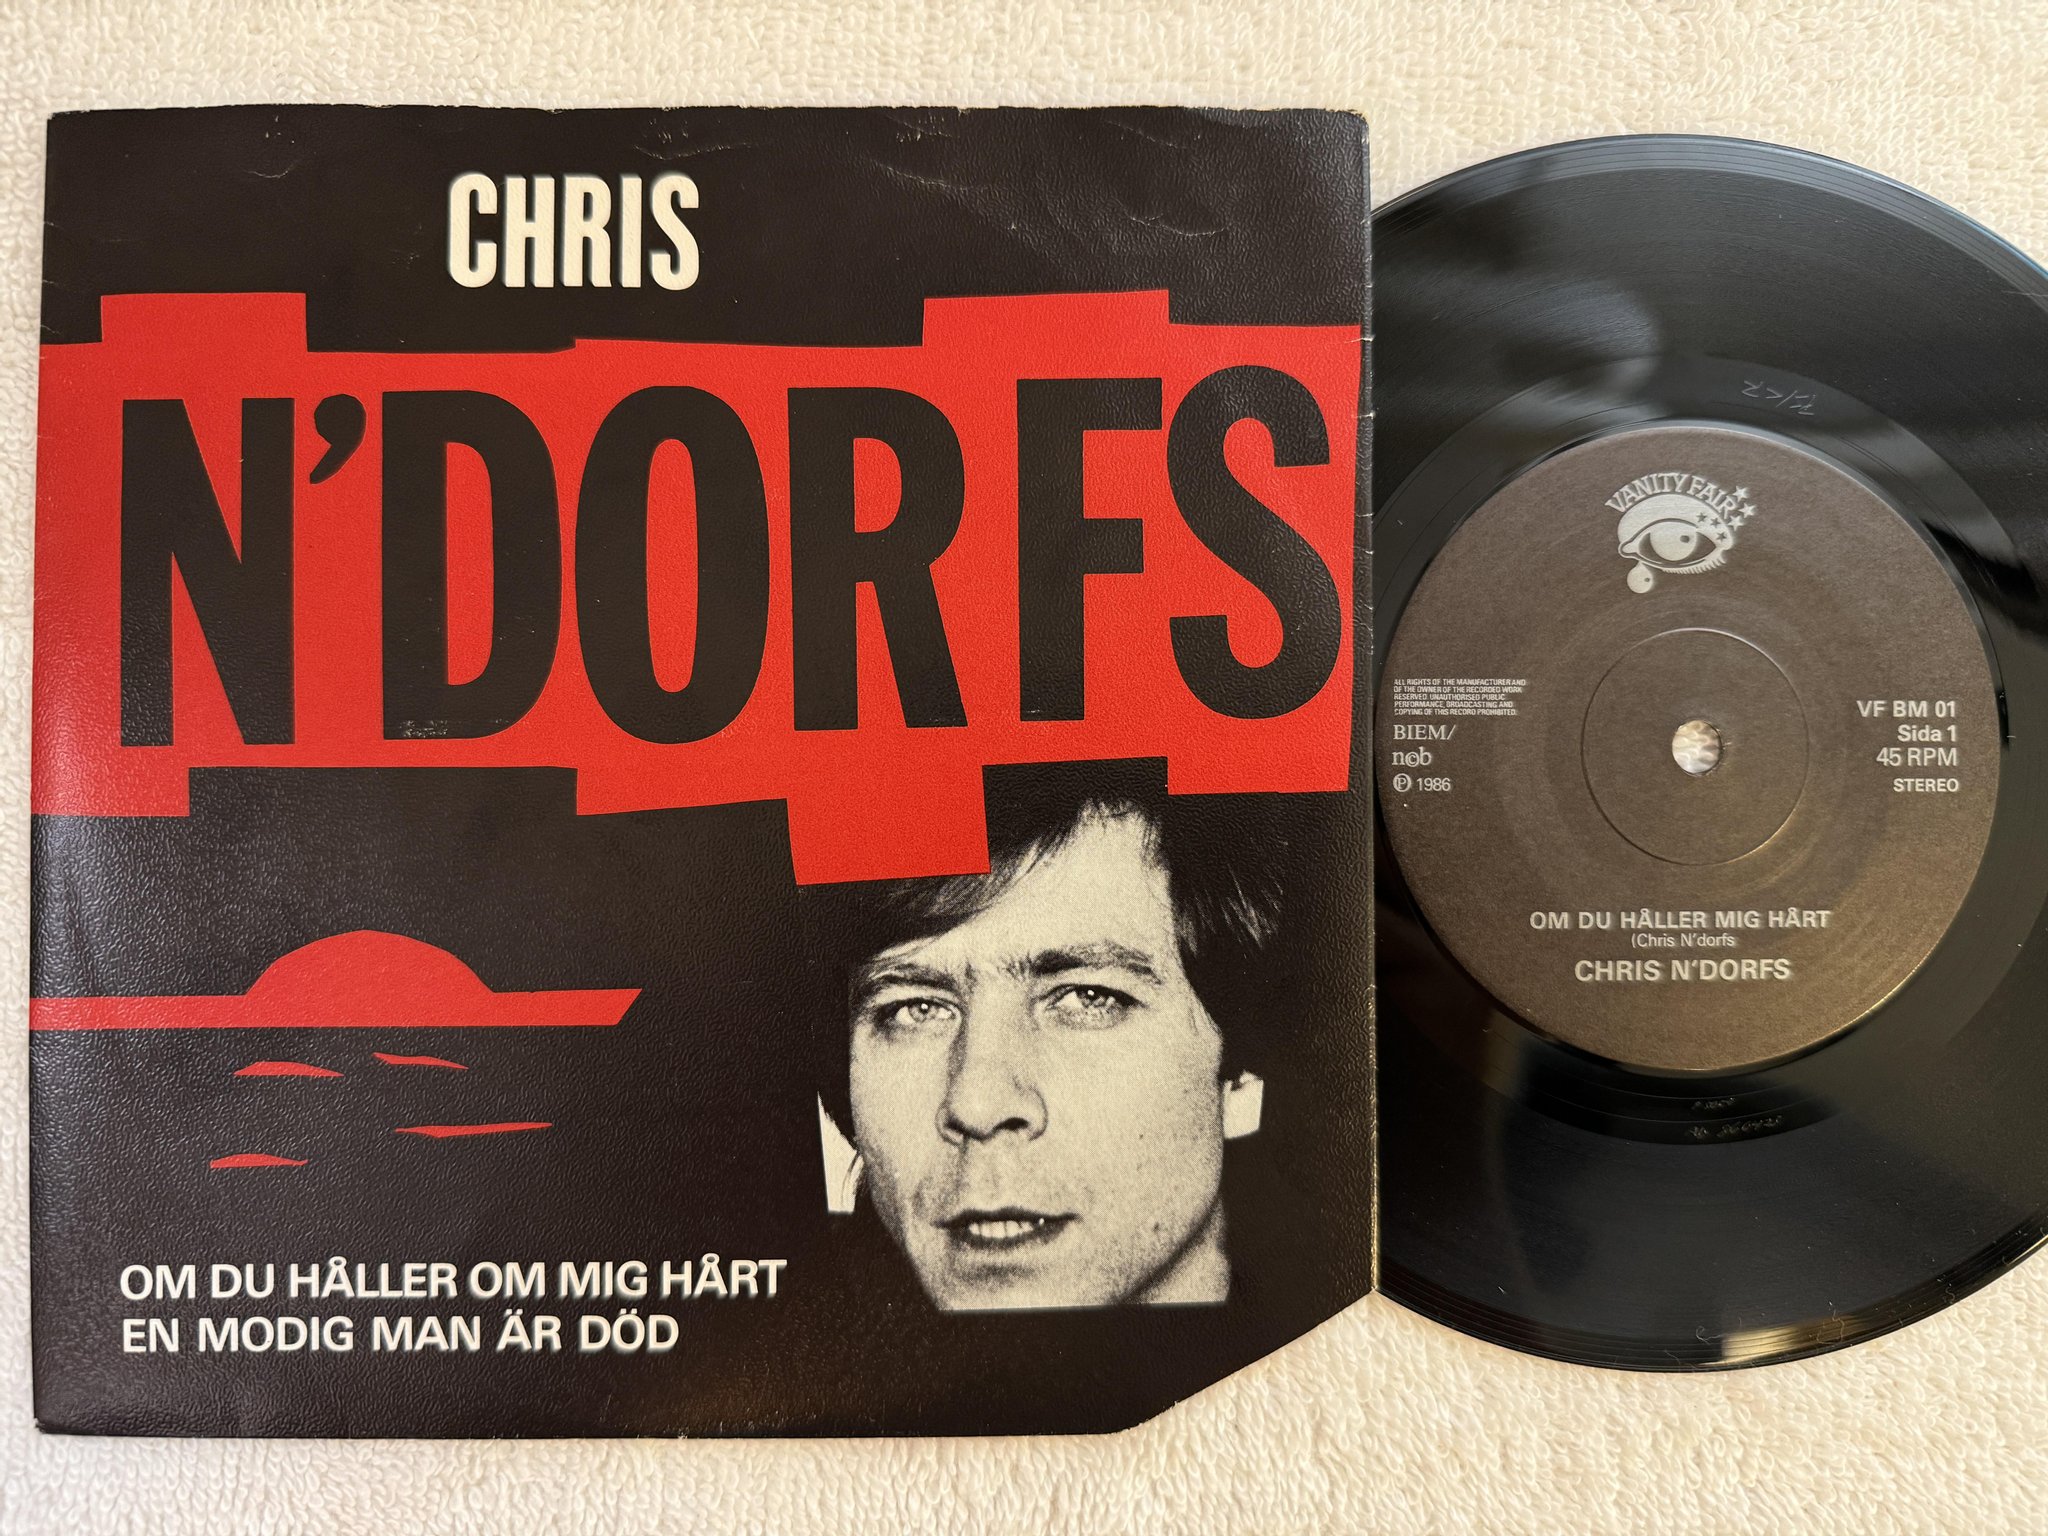 CHRIS
N'DORFS
OM DU HÅLLER OM MIG HÅRT
EN MODIG MAN ÄR DÖD
VANITY FAIR
ALL RIGHTS OF THE MANUFACTURER AND
OF THE OWNER OF THE RECORDED WORK
RESERVED. UNAUTHORISED PUBLIC
PERFORMANCE, BROADCASTING AND
COPYING OF THIS RECORD PROHIBITED.
BIEM/
n©b
Ⓟ 1986
VF BM 01
Sida 1
45 RPM
STEREO
OM DU HÅLLER MIG HÅRT
(Chris N'dorfs
CHRIS N'DORFS